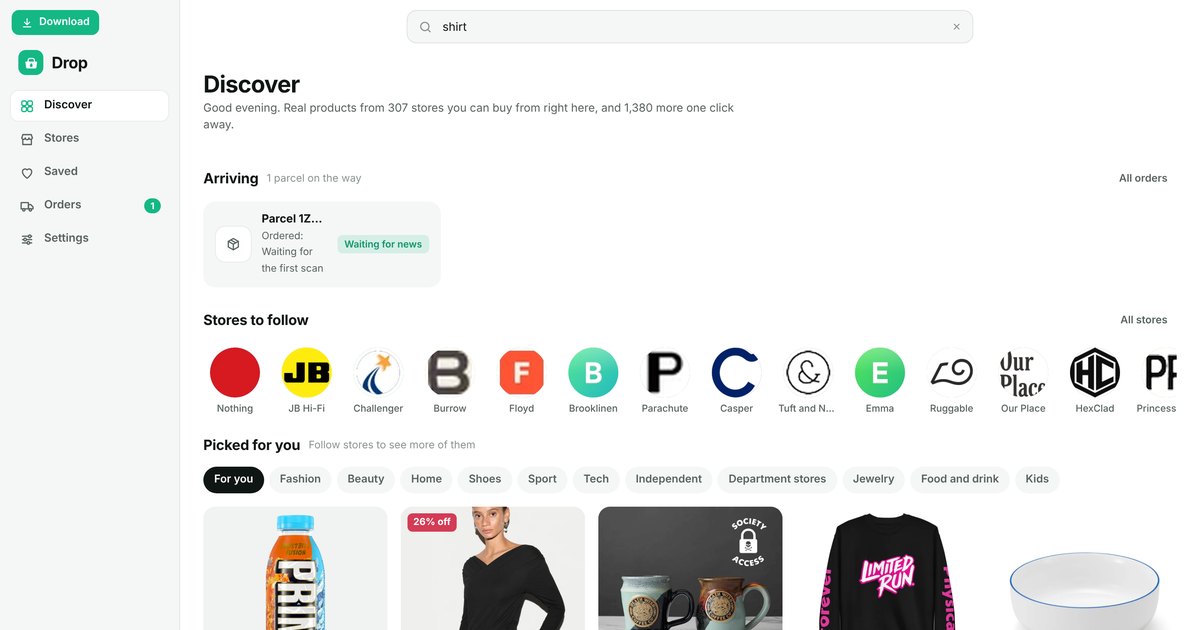 Download
shirt
Drop
Discover
Stores
Saved
Orders
1
Settings
Discover
Good evening. Real products from 307 stores you can buy from right here, and 1,380 more one click
away.
Arriving
1 parcel on the way
All orders
Parcel 1Z...
Ordered:
Waiting for
the first scan
Waiting for news
Stores to follow
All stores
JB
B
F
B
P
C
&
E
Our
Place
HC
PR
Nothing
JB Hi-Fi
Challenger
Burrow
Floyd
Brooklinen
Parachute
Casper
Tuft and N...
Emma
Ruggable
Our Place
HexClad
Princess
Picked for you
Follow stores to see more of them
For you
Fashion
Beauty
Home
Shoes
Sport
Tech
Independent
Department stores
Jewelry
Food and drink
Kids
PRIM
26% off
SOCIETY
ACCESS
LIMITED
RUN.